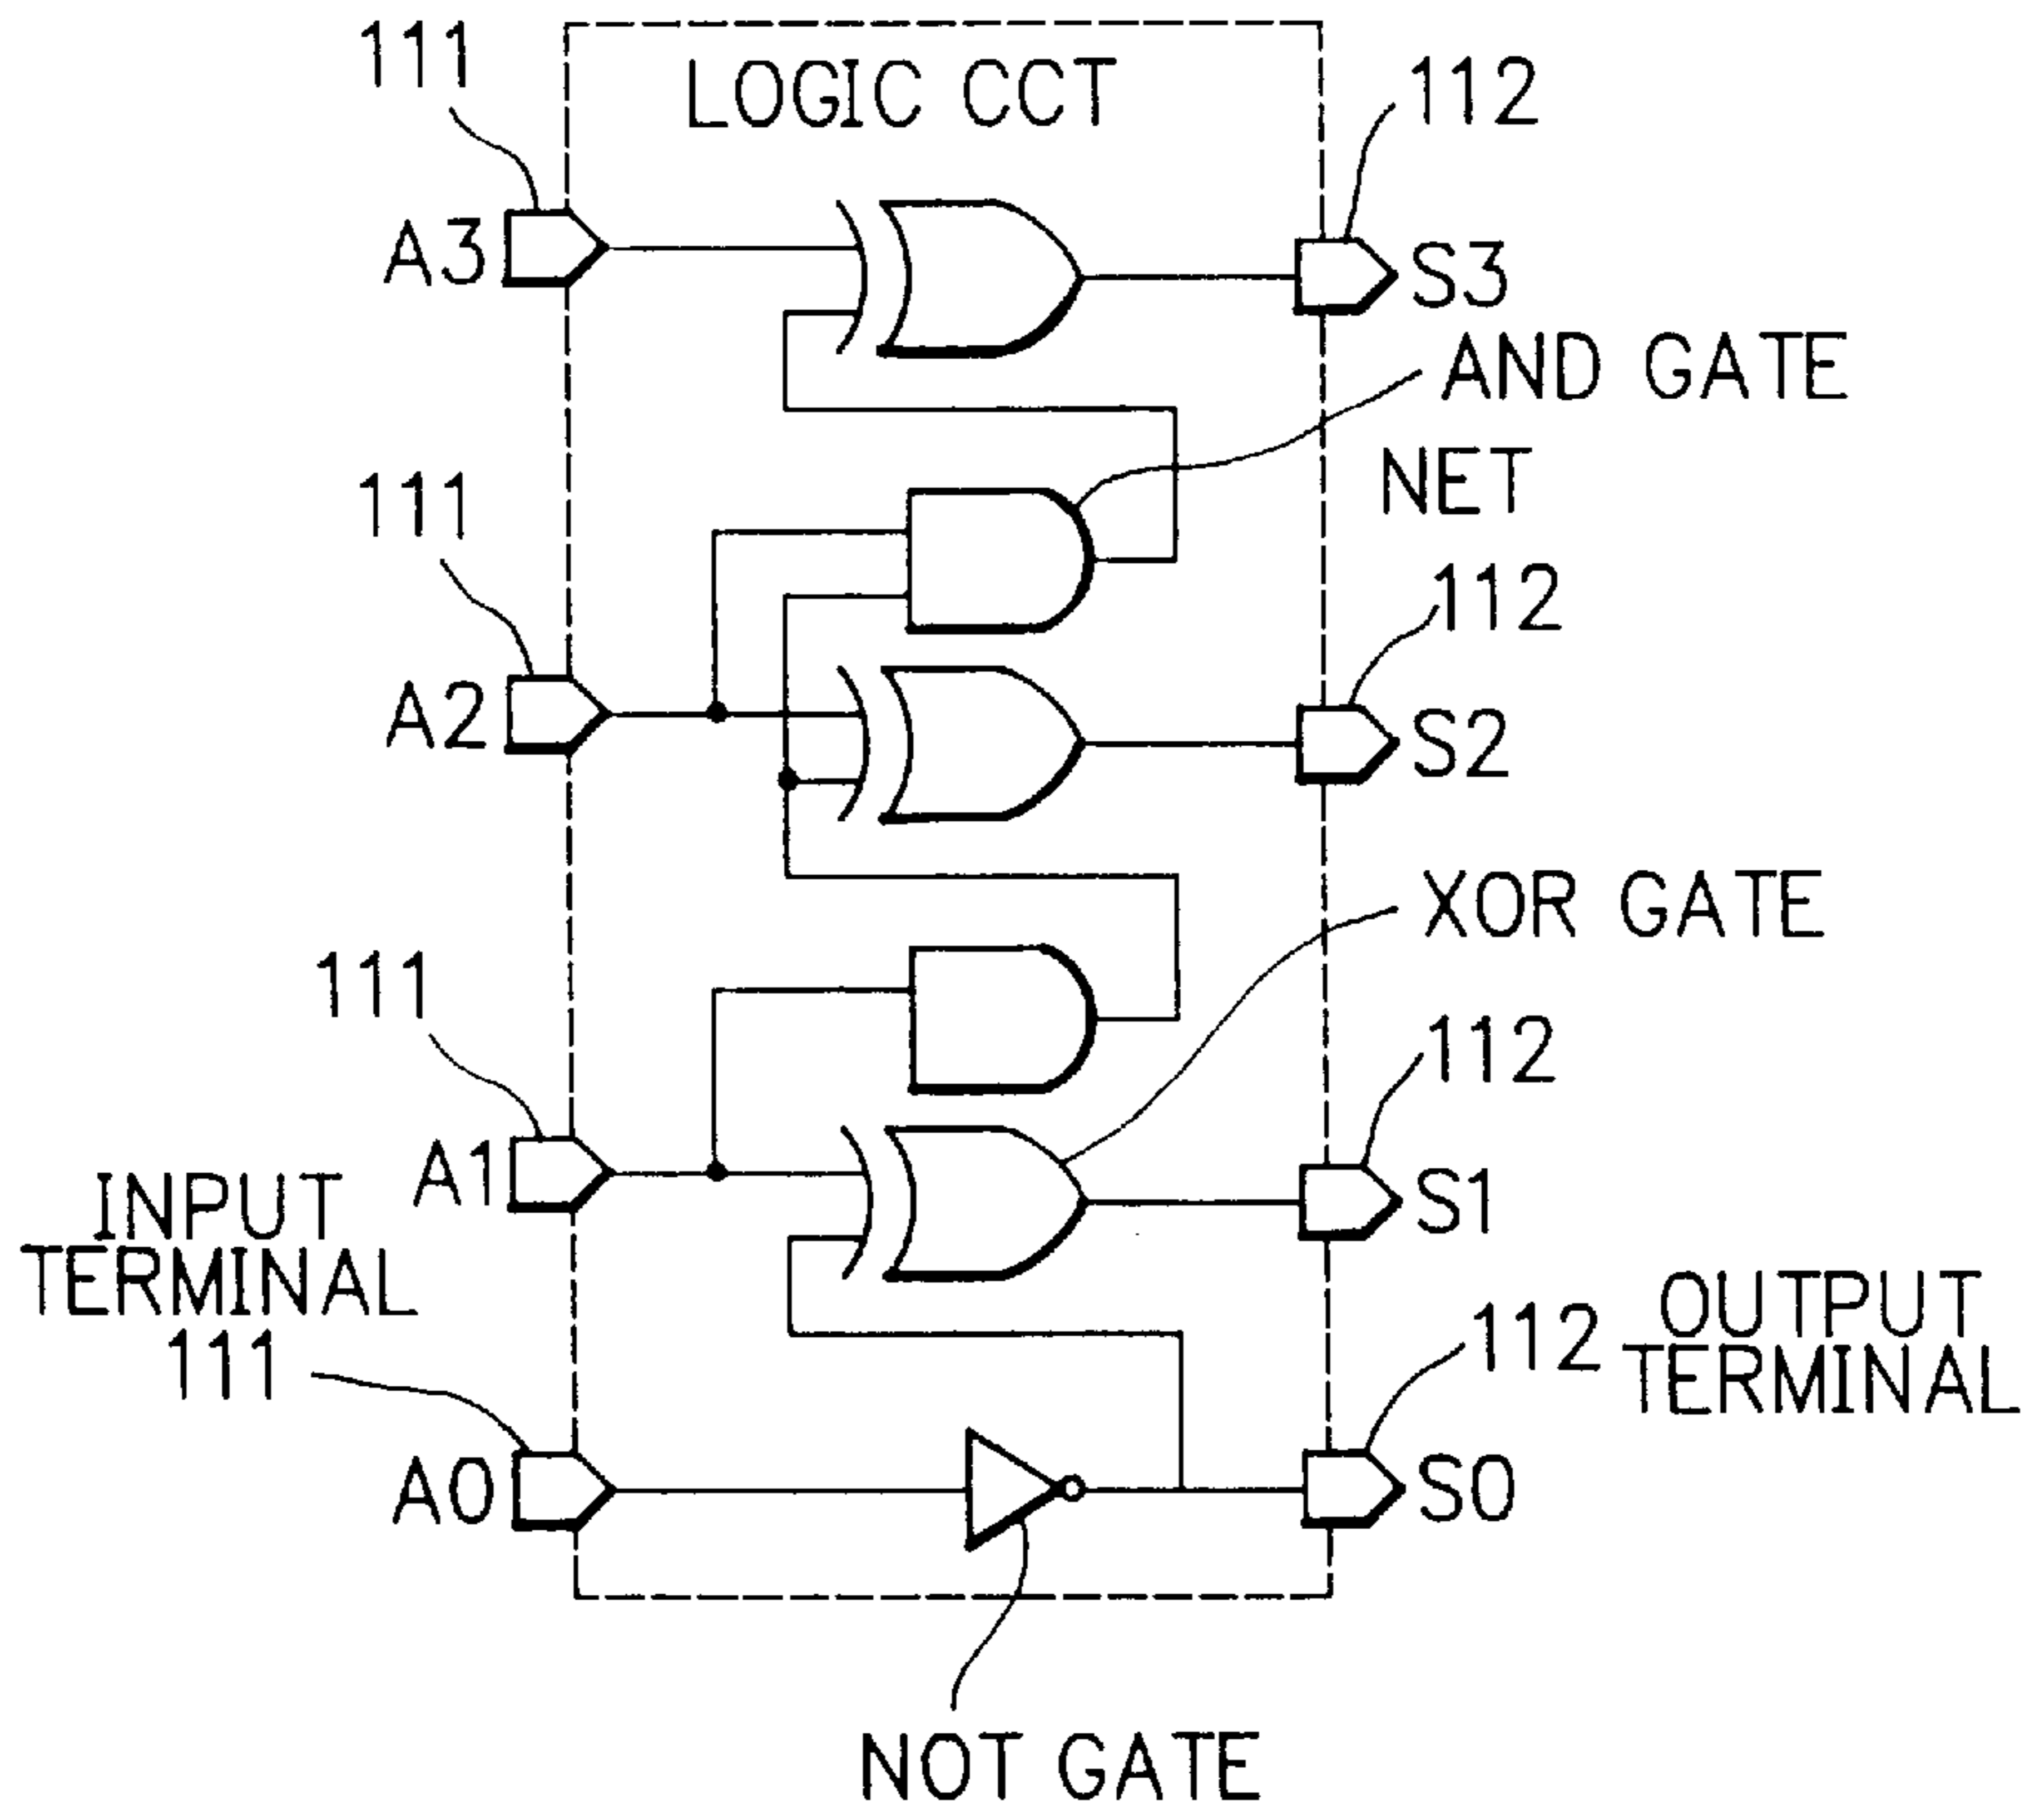 111
LOGIC CCT
112
A3
S3
AND GATE
NET
111
112
A2
S2
XOR GATE
111
112
A1
S1
INPUT
TERMINAL
111
OUTPUT
TERMINAL
112
A0
S0
NOT GATE